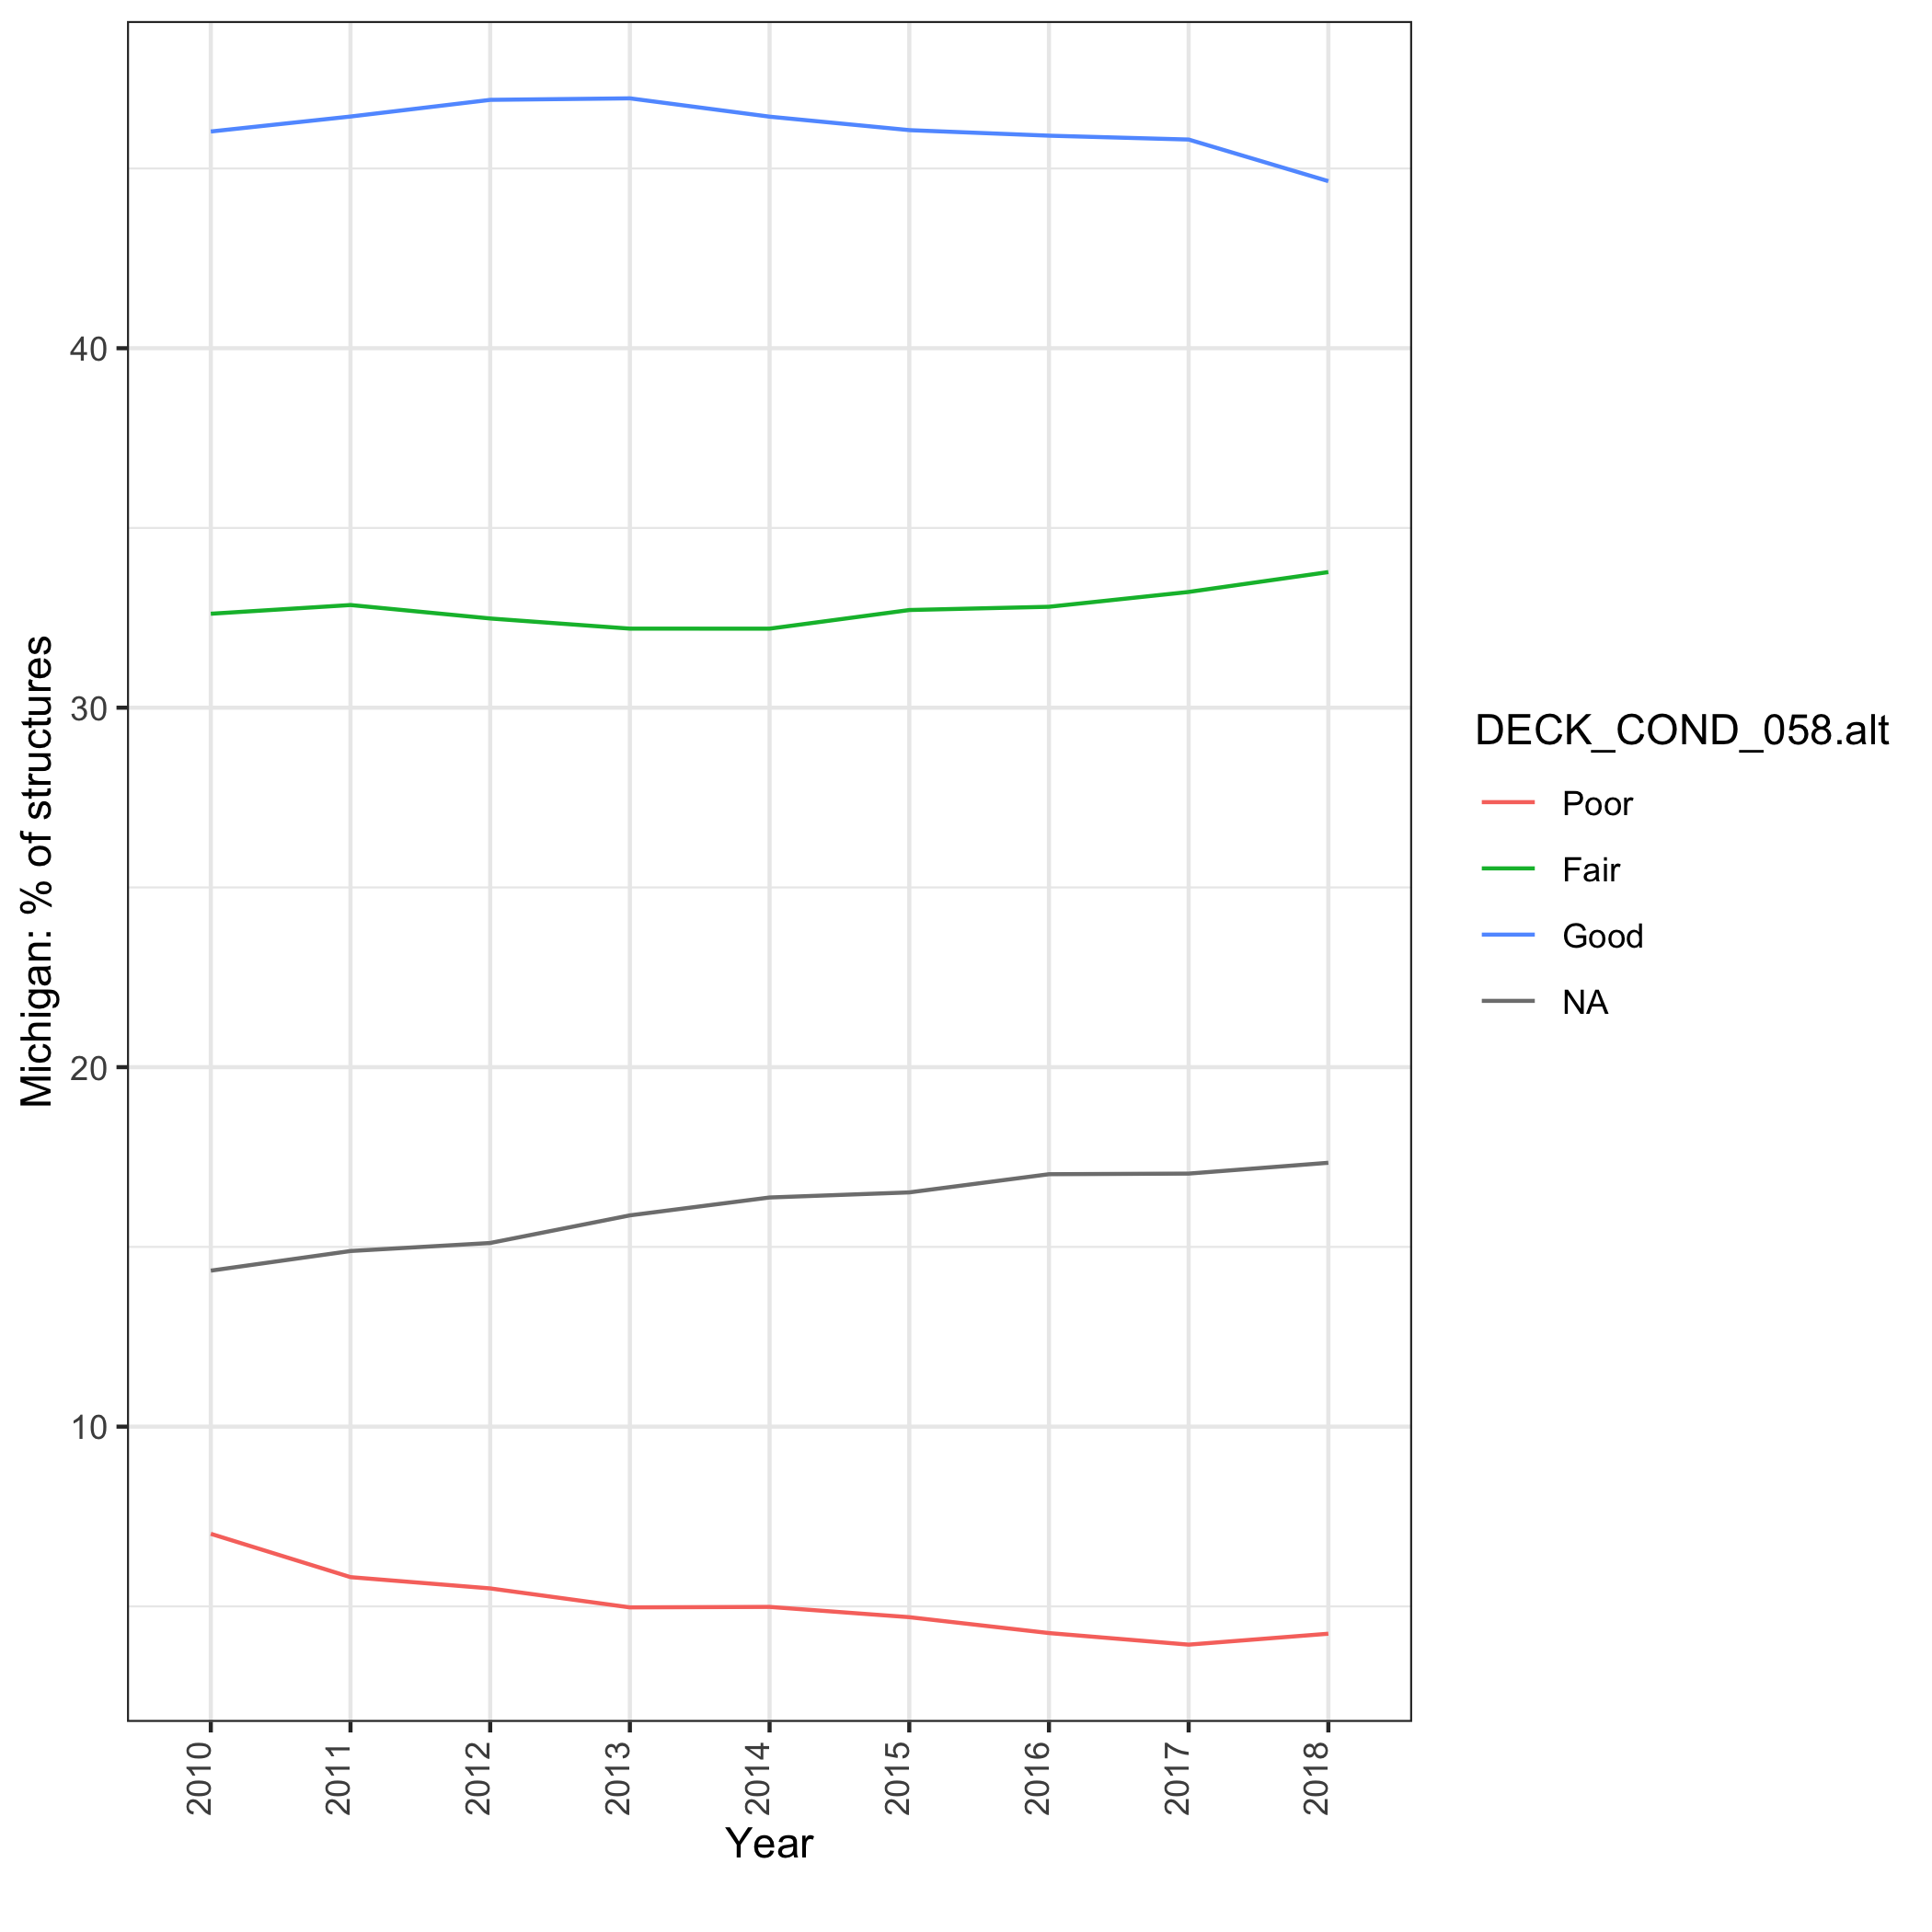 Michigan: % of structures
40
30
20
10
2010
2011
2012
2013
2014
2015
2016
2017
2018
Year
DECK_COND_058.alt
Poor
Fair
Good
NA